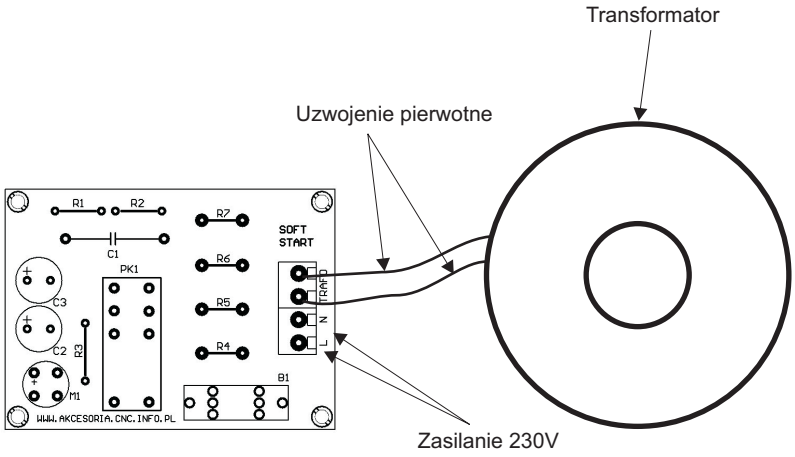 Transformator
Uzwojenie pierwotne
R1
R2
R7
SOFT
START
C1
R6
PK1
TRAFO
C3
R5
N
L
C2
R3
R4
B1
M1
WWW.AKCESORIA.CNC.INFO.PL
Zasilanie 230V